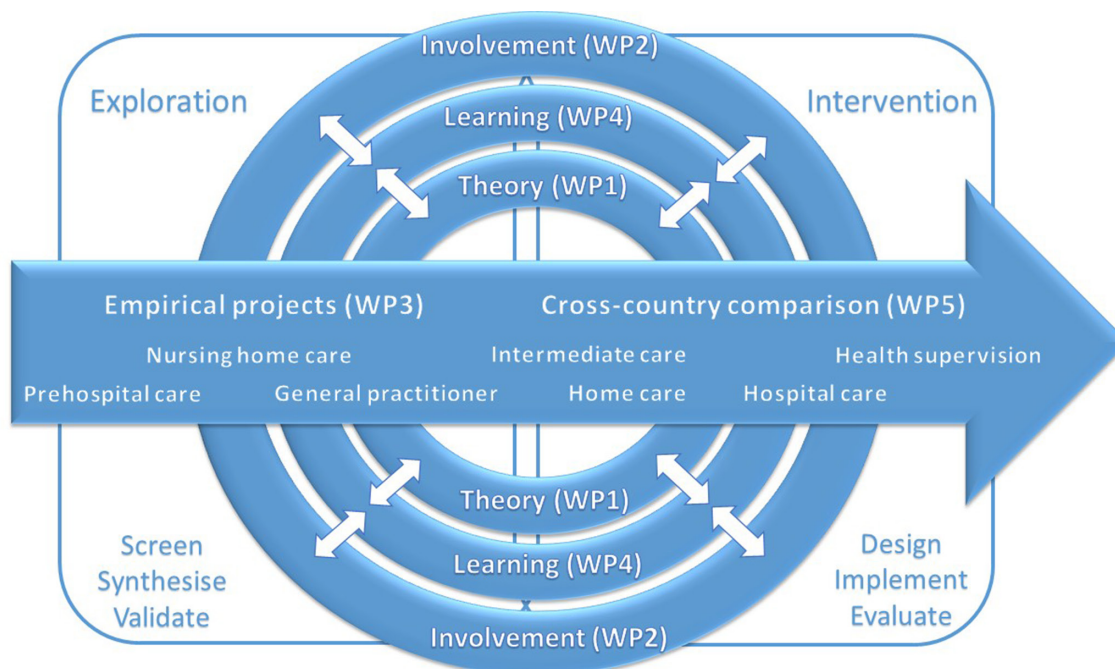 Involvement (WP2)
Exploration
Intervention
Learning (WP4)
Theory (WP1)
Empirical projects (WP3)
Cross-country comparison (WP5)
Nursing home care
Intermediate care
Health supervision
Prehospital care
General practitioner
Home care
Hospital care
Theory (WP1)
Screen
Synthesise
Validate
Learning (WP4)
Design
Implement
Evaluate
Involvement (WP2)